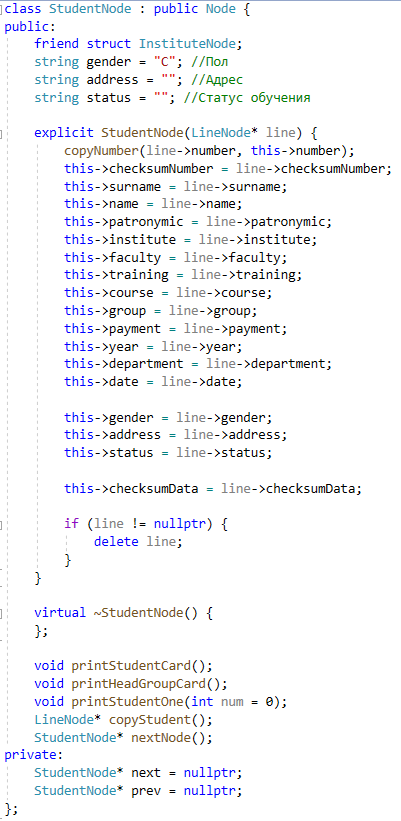 class StudentNode : public Node {
public:
    friend struct InstituteNode;
    string gender = "С"; //Пол
    string address = ""; //Адрес
    string status = ""; //Статус обучения

    explicit StudentNode(LineNode* line) {
        copyNumber(line->number, this->number);
        this->checksumNumber = line->checksumNumber;
        this->surname = line->surname;
        this->name = line->name;
        this->patronymic = line->patronymic;
        this->institute = line->institute;
        this->faculty = line->faculty;
        this->training = line->training;
        this->course = line->course;
        this->group = line->group;
        this->payment = line->payment;
        this->year = line->year;
        this->department = line->department;
        this->date = line->date;

        this->gender = line->gender;
        this->address = line->address;
        this->status = line->status;

        this->checksumData = line->checksumData;

        if (line != nullptr) {
            delete line;
        }
    }

    virtual ~StudentNode() {
    };

    void printStudentCard();
    void printHeadGroupCard();
    void printStudentOne(int num = 0);
    LineNode* copyStudent();
    StudentNode* nextNode();
private:
    StudentNode* next = nullptr;
    StudentNode* prev = nullptr;
};